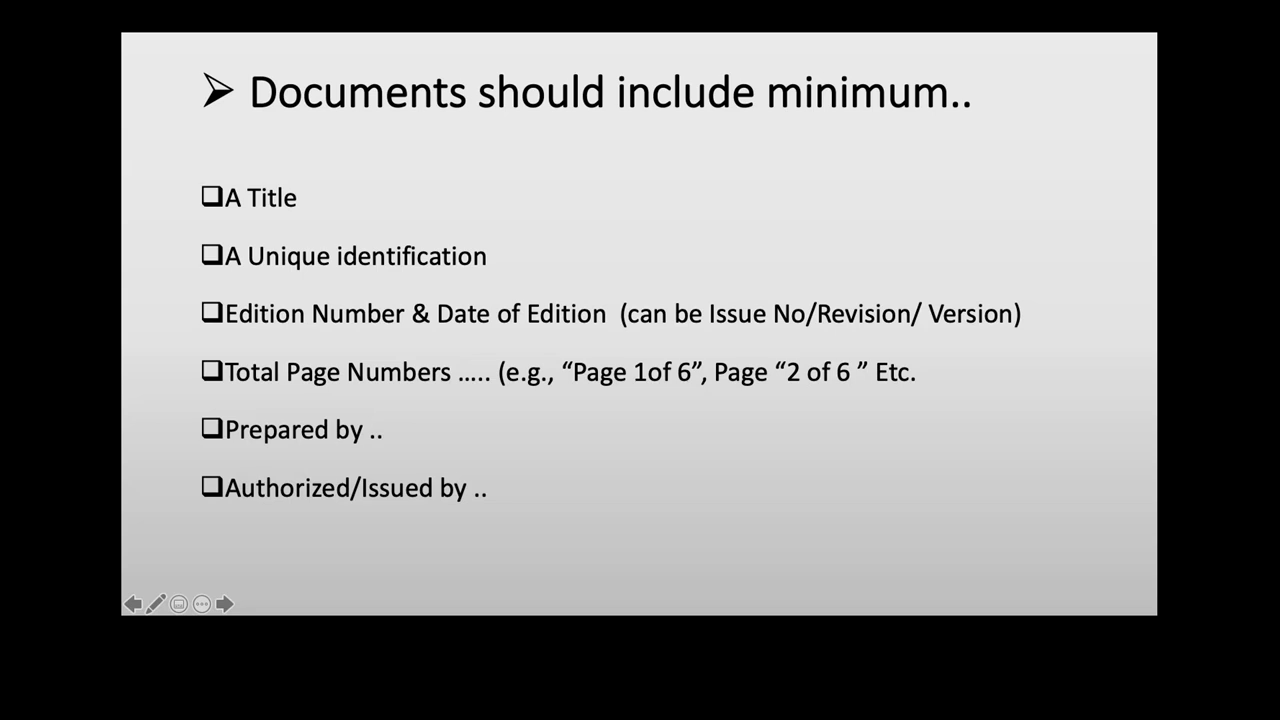 Documents should include minimum..
A Title
A Unique identification
Edition Number & Date of Edition (can be Issue No/Revision/ Version)
Total Page Numbers ..... (e.g., “Page 1of 6”, Page “2 of 6 ” Etc.
Prepared by ..
Authorized/Issued by ..